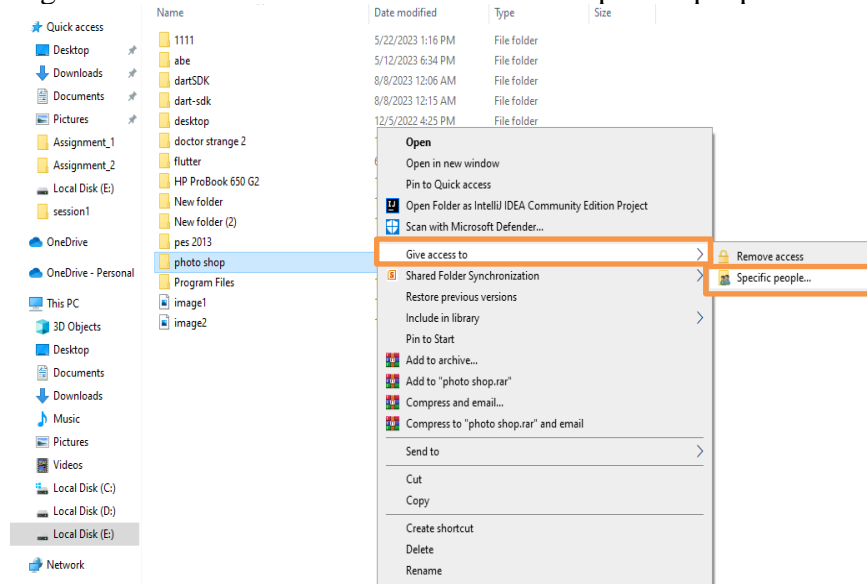 Name Date modified Type Size
Quick access
Desktop
Downloads
Documents
Pictures
Assignment_1
Assignment_2
Local Disk (E:)
session1
OneDrive
OneDrive - Personal
This PC
3D Objects
Desktop
Documents
Downloads
Music
Pictures
Videos
Local Disk (C:)
Local Disk (D:)
Local Disk (E:)
Network
1111 5/22/2023 1:16 PM File folder
abe 5/12/2023 6:34 PM File folder
dartSDK 8/8/2023 12:06 AM File folder
dart-sdk 8/8/2023 12:15 AM File folder
desktop 12/5/2022 4:25 PM File folder
doctor strange 2
flutter
HP ProBook 650 G2
New folder
New folder (2)
pes 2013
photo shop
Program Files
image1
image2
Open
Open in new window
Pin to Quick access
Open Folder as IntelliJ IDEA Community Edition Project
Scan with Microsoft Defender...
Give access to
Shared Folder Synchronization
Restore previous versions
Include in library
Pin to Start
Add to archive...
Add to "photo shop.rar"
Compress and email...
Compress to "photo shop.rar" and email
Send to
Cut
Copy
Create shortcut
Delete
Rename
Remove access
Specific people...